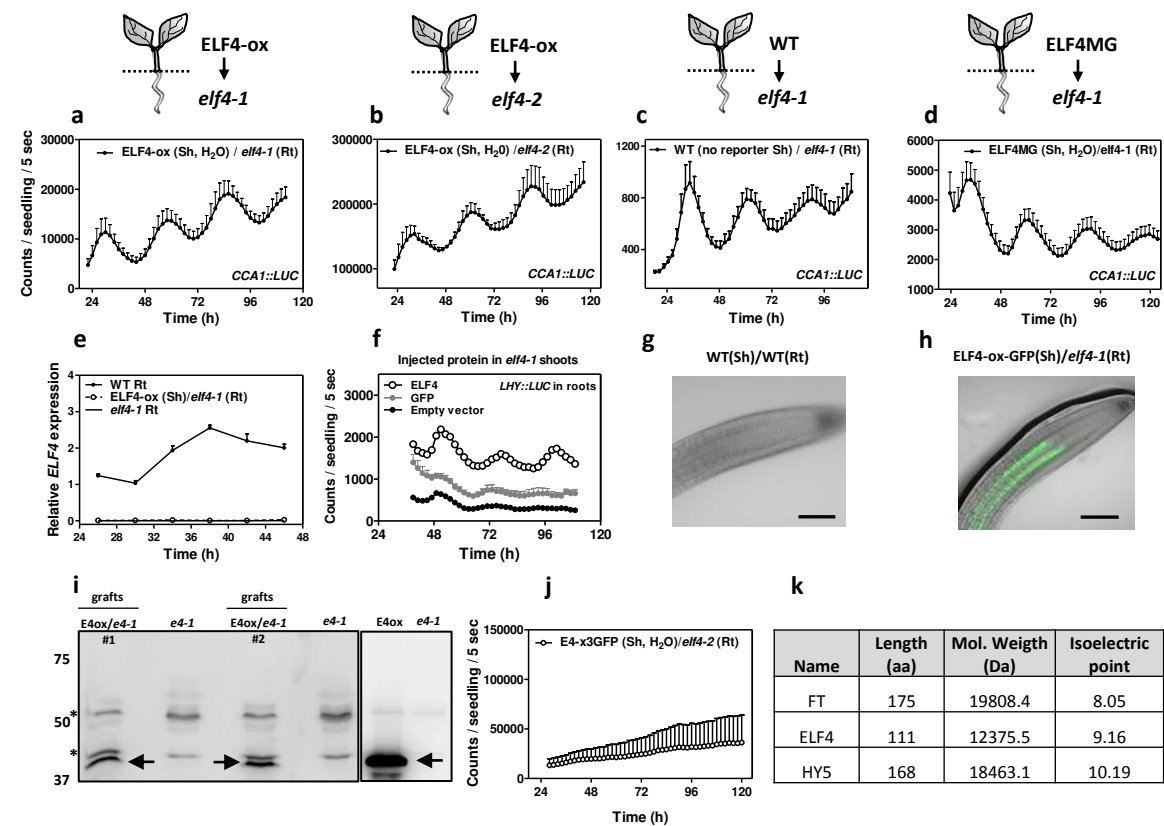 ELF4-ox
elf4-1
ELF4-ox
elf4-2
WT
elf4-1
ELF4MG
elf4-1
a
b
c
d
Counts / seedling / 5 sec
30000
20000
10000
0
ELF4-ox (Sh, H2O) / elf4-1 (Rt)
CCA1::LUC
24 48 72 96 120
Time (h)
300000
200000
100000
ELF4-ox (Sh, H20) /elf4-2 (Rt)
CCA1::LUC
24 48 72 96 120
Time (h)
1200
800
400
WT (no reporter Sh) / elf4-1 (Rt)
CCA1::LUC
24 48 72 96
Time (h)
6000
5000
4000
3000
2000
1000
ELF4MG (Sh, H2O)/elf4-1 (Rt)
CCA1::LUC
24 48 72 96 120
Time (h)
e
Relative ELF4 expression
4
3
2
1
0
WT Rt
ELF4-ox (Sh)/elf4-1 (Rt)
elf4-1 Rt
24 28 32 36 40 44 48
Time (h)
f
Injected protein in elf4-1 shoots
Counts / seedling / 5 sec
3000
2000
1000
0
ELF4
GFP
Empty vector
LHY::LUC in roots
24 48 72 96 120
Time (h)
g
WT(Sh)/WT(Rt)
h
ELF4-ox-GFP(Sh)/elf4-1(Rt)
i
grafts
grafts
E4ox/e4-1 e4-1 E4ox/e4-1 elf4-1 E4ox e4-1
#1 #2
75
50
*
*
37
j
Counts / seedling / 5 sec
150000
100000
50000
0
E4-x3GFP (Sh, H2O)/elf4-2 (Rt)
24 48 72 96 120
Time (h)
k
Name Length (aa) Mol. Weigth (Da) Isoelectric point
FT 175 19808.4 8.05
ELF4 111 12375.5 9.16
HY5 168 18463.1 10.19